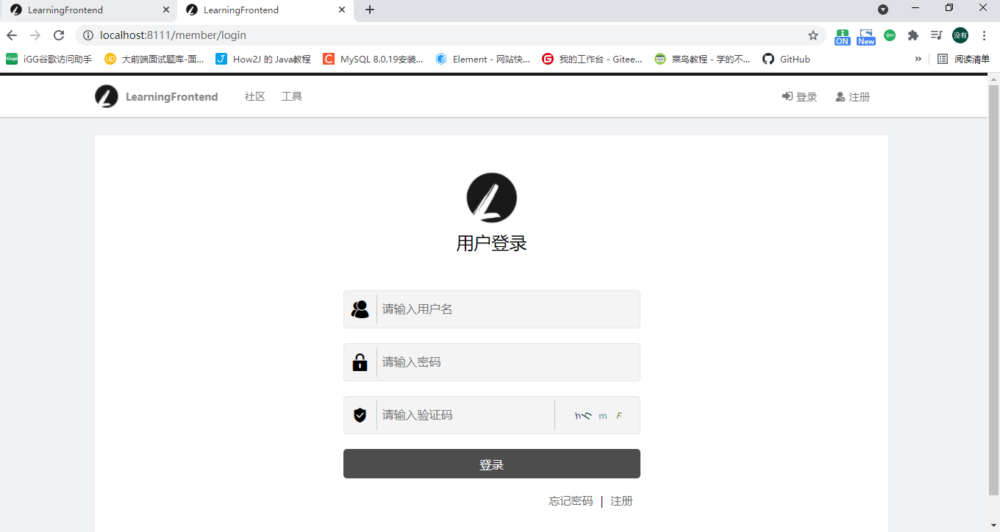 LearningFrontend
LearningFrontend
localhost:8111/member/login
ON
New
没有
iGG谷歌访问助手
大前端面试题库-面...
How2J 的 Java教程
MySQL 8.0.19安装...
Element - 网站快...
我的工作台 - Gitee...
菜鸟教程 - 学的不...
GitHub
»
阅读清单
LearningFrontend
社区
工具
登录
注册
用户登录
请输入用户名
请输入密码
请输入验证码
登录
忘记密码 | 注册